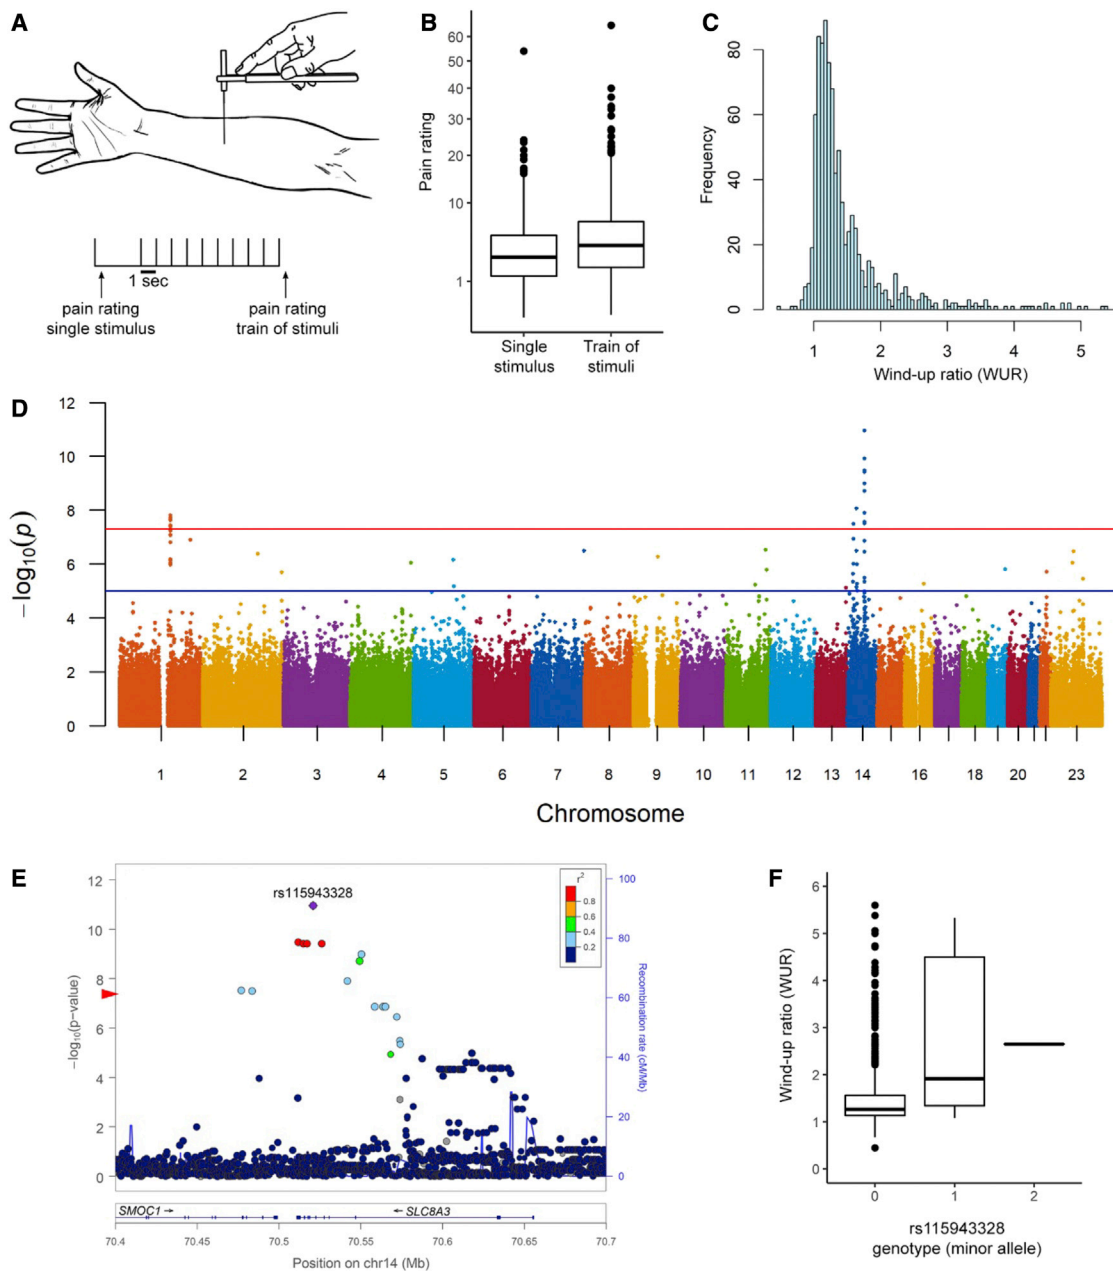 A
1 sec
pain rating
single stimulus
pain rating
train of stimuli
B
Pain rating
60
50
40
30
20
10
1
Single
stimulus
Train of
stimuli
C
Frequency
80
60
40
20
0
1 2 3 4 5
Wind-up ratio (WUR)
D
−log10(p)
12
10
8
6
4
2
0
1 2 3 4 5 6 7 8 9 10 11 12 13 14 16 18 20 23
Chromosome
E
−log10(p−value)
12
10
8
6
4
2
0
rs115943328
r2
0.8
0.6
0.4
0.2
Recombination rate (cM/Mb)
100
80
60
40
20
0
SMOC1→
←SLC8A3
70.4 70.45 70.5 70.55 70.6 70.65 70.7
Position on chr14 (Mb)
F
Wind-up ratio (WUR)
6
5
4
3
2
1
0
0 1 2
rs115943328
genotype (minor allele)